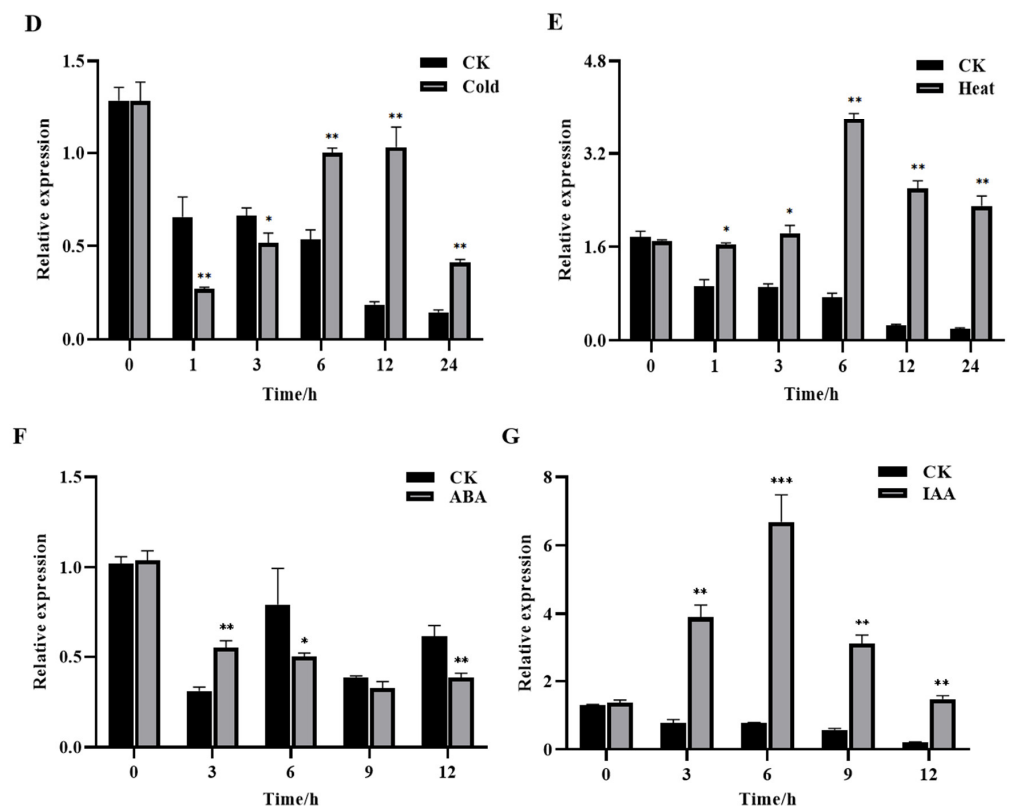 D
1.5
1.0
0.5
0.0
Relative expression
CK
Cold
** * ** ** **
0 1 3 6 12 24
Time/h
E
4.8
3.2
1.6
0.0
Relative expression
CK
Heat
* * ** ** **
0 1 3 6 12 24
Time/h
F
1.5
1.0
0.5
0.0
Relative expression
CK
ABA
** * **
0 3 6 9 12
Time/h
G
8
6
4
2
0
Relative expression
CK
IAA
** *** ** **
0 3 6 9 12
Time/h